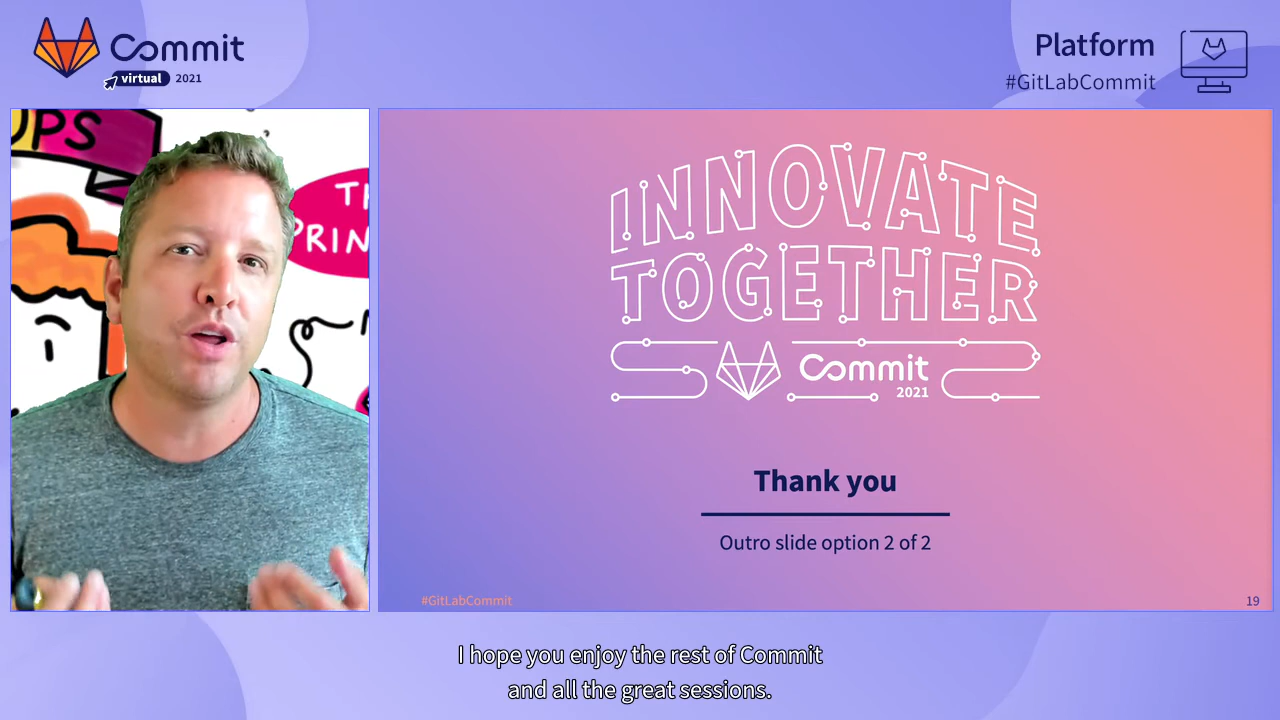 Commit
virtual 2021
Platform
#GitLabCommit
OPS
INNOVATE
TOGETHER
Commit
2021
Thank you
Outro slide option 2 of 2
#GitLabCommit
19
I hope you enjoy the rest of Commit
and all the great sessions.